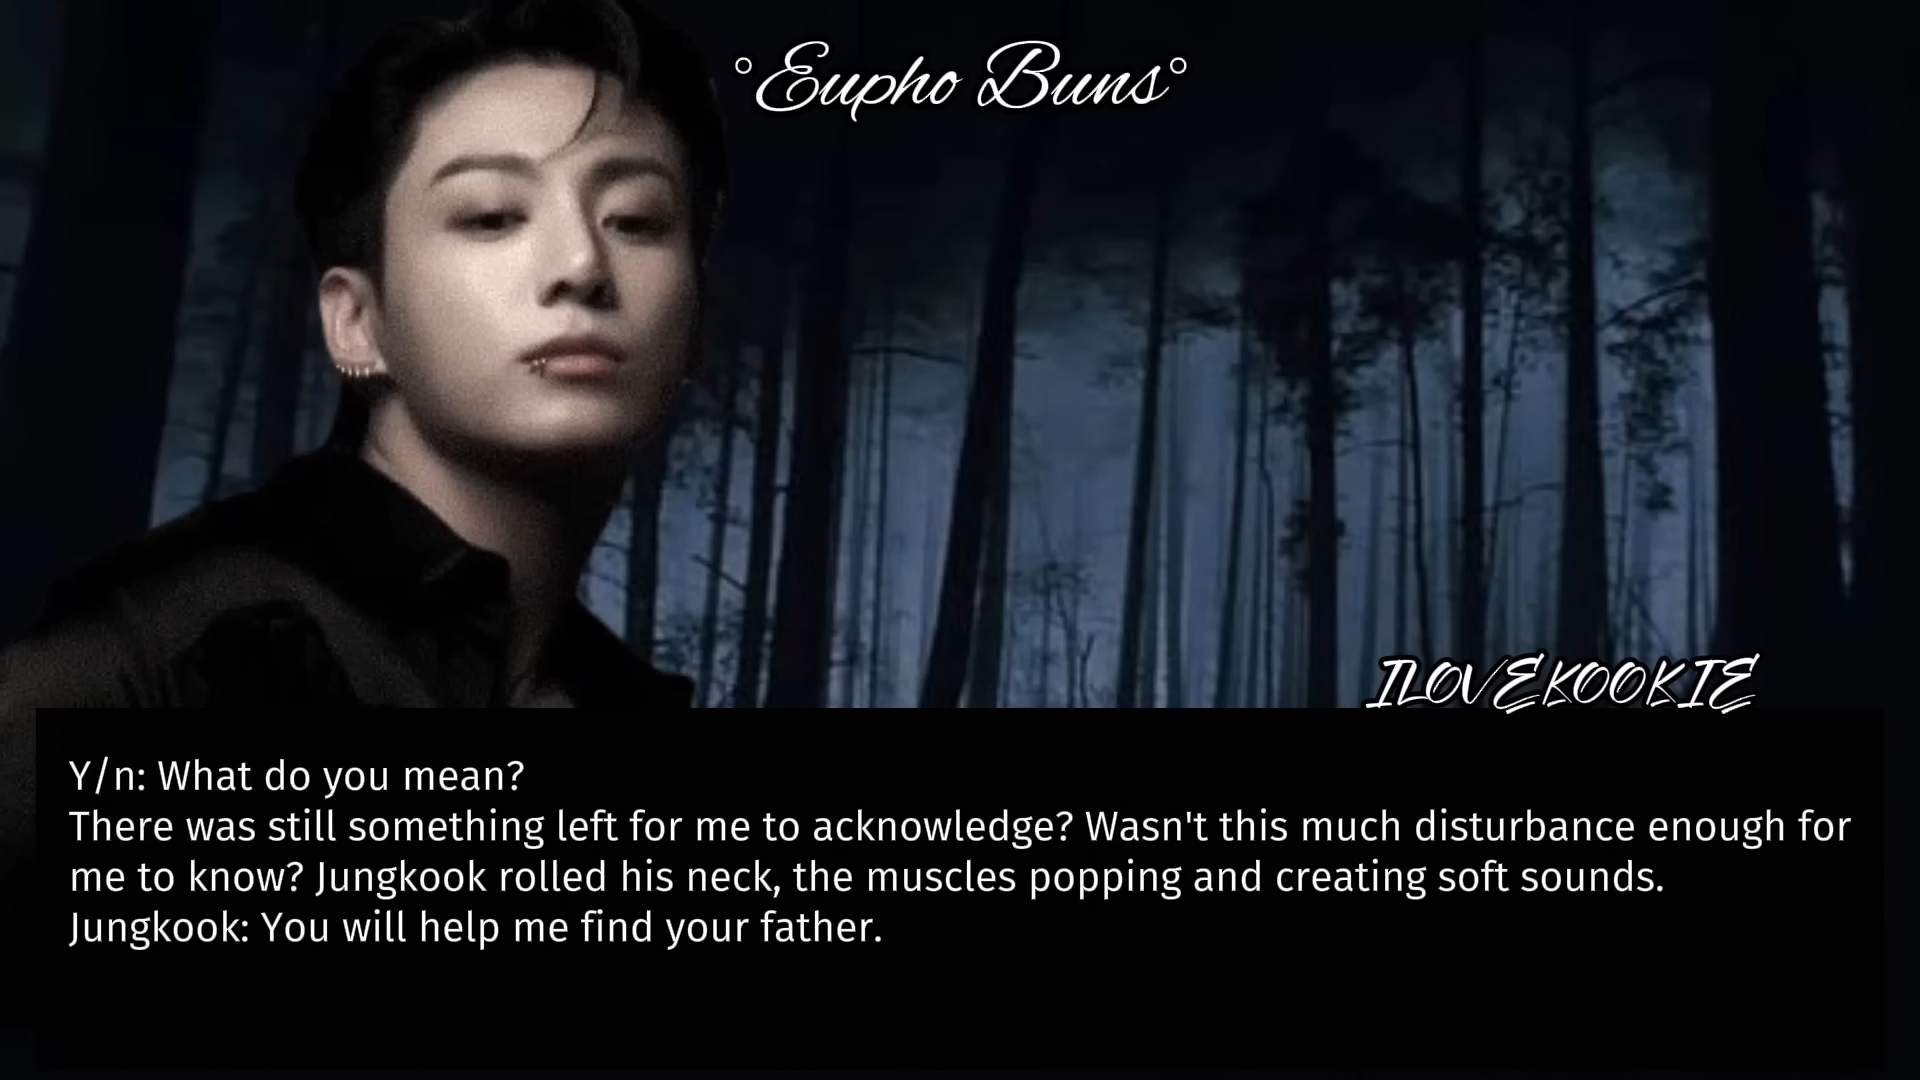 °Eupho Buns°
ILOVEKOOKIE
Y/n: What do you mean?
There was still something left for me to acknowledge? Wasn't this much disturbance enough for
me to know? Jungkook rolled his neck, the muscles popping and creating soft sounds.
Jungkook: You will help me find your father.